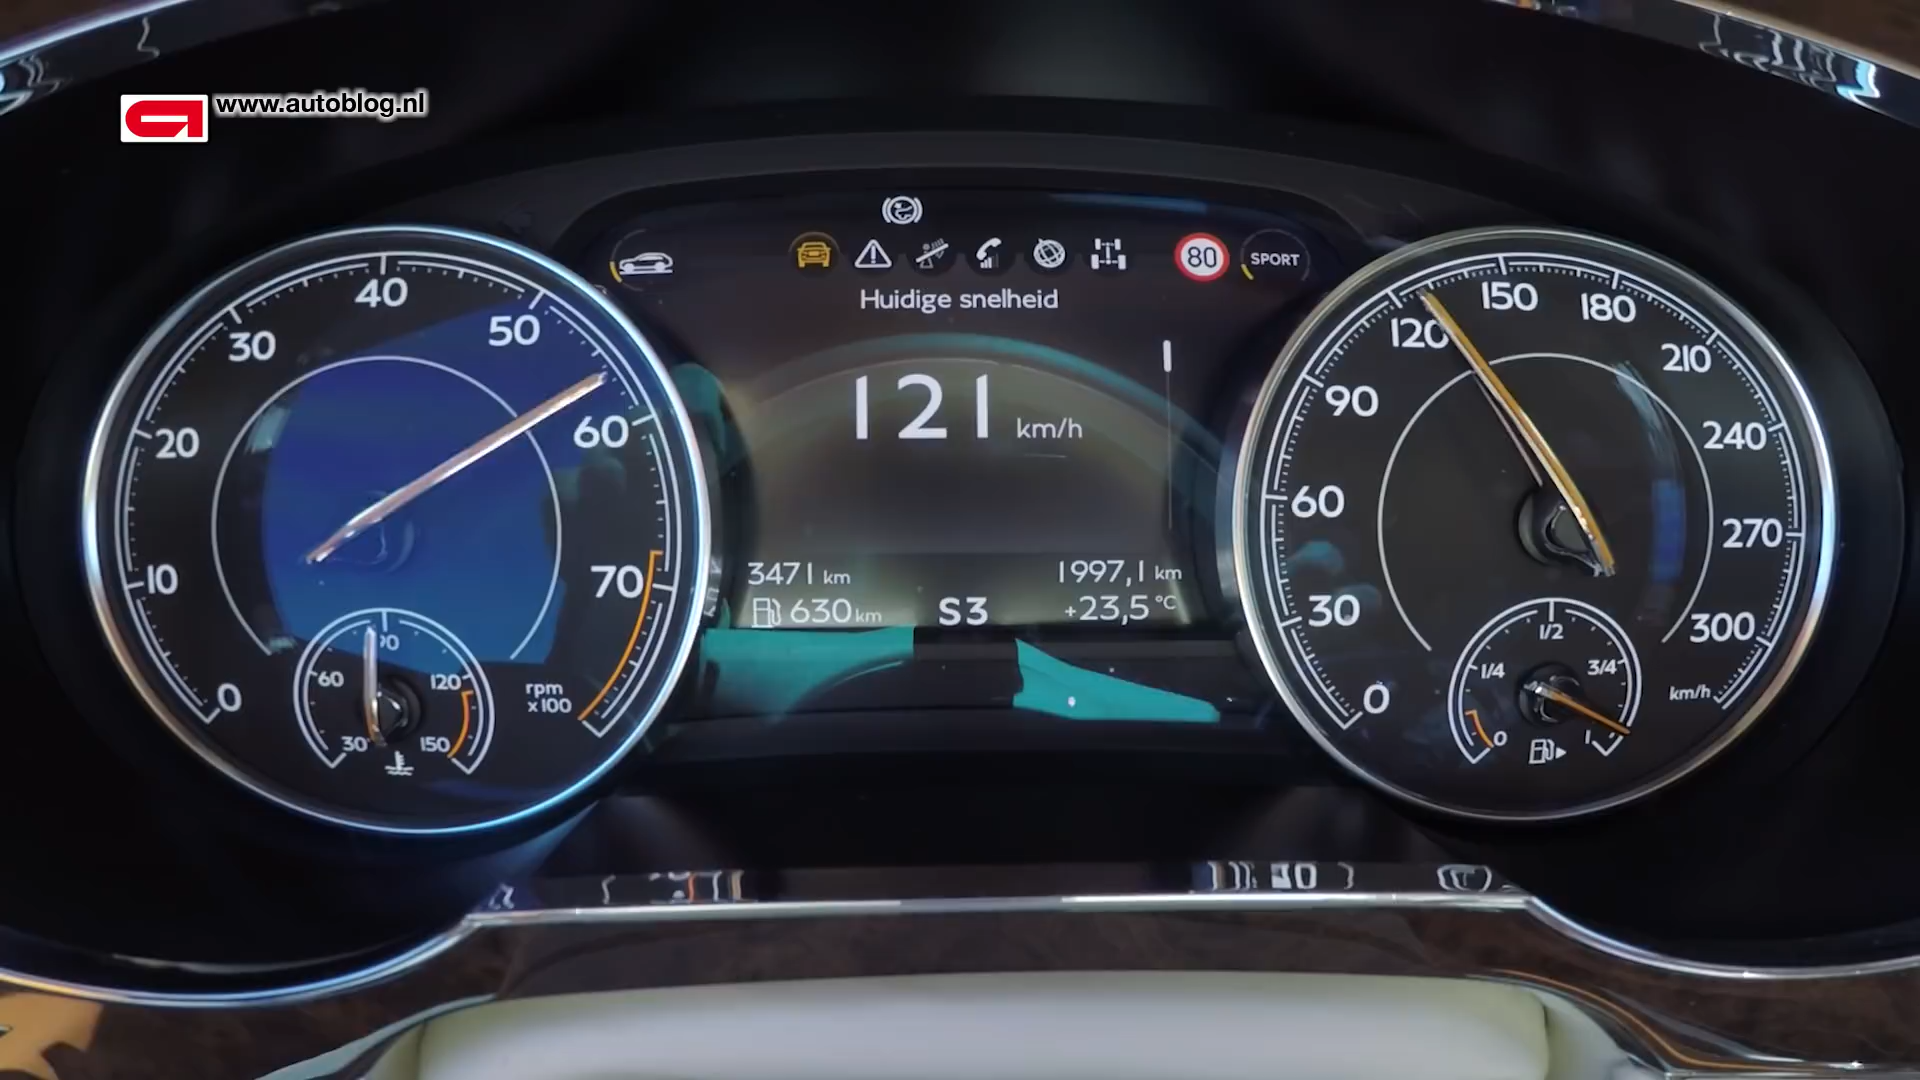 www.autoblog.nl
80
SPORT
Huidige snelheid
121 km/h
3471 km
1997,1 km
630 km
S3
+23,5 °C
0
10
20
30
40
50
60
70
rpm
x100
30
60
90
120
150
0
30
60
90
120
150
180
210
240
270
300
km/h
0
1/4
1/2
3/4
1